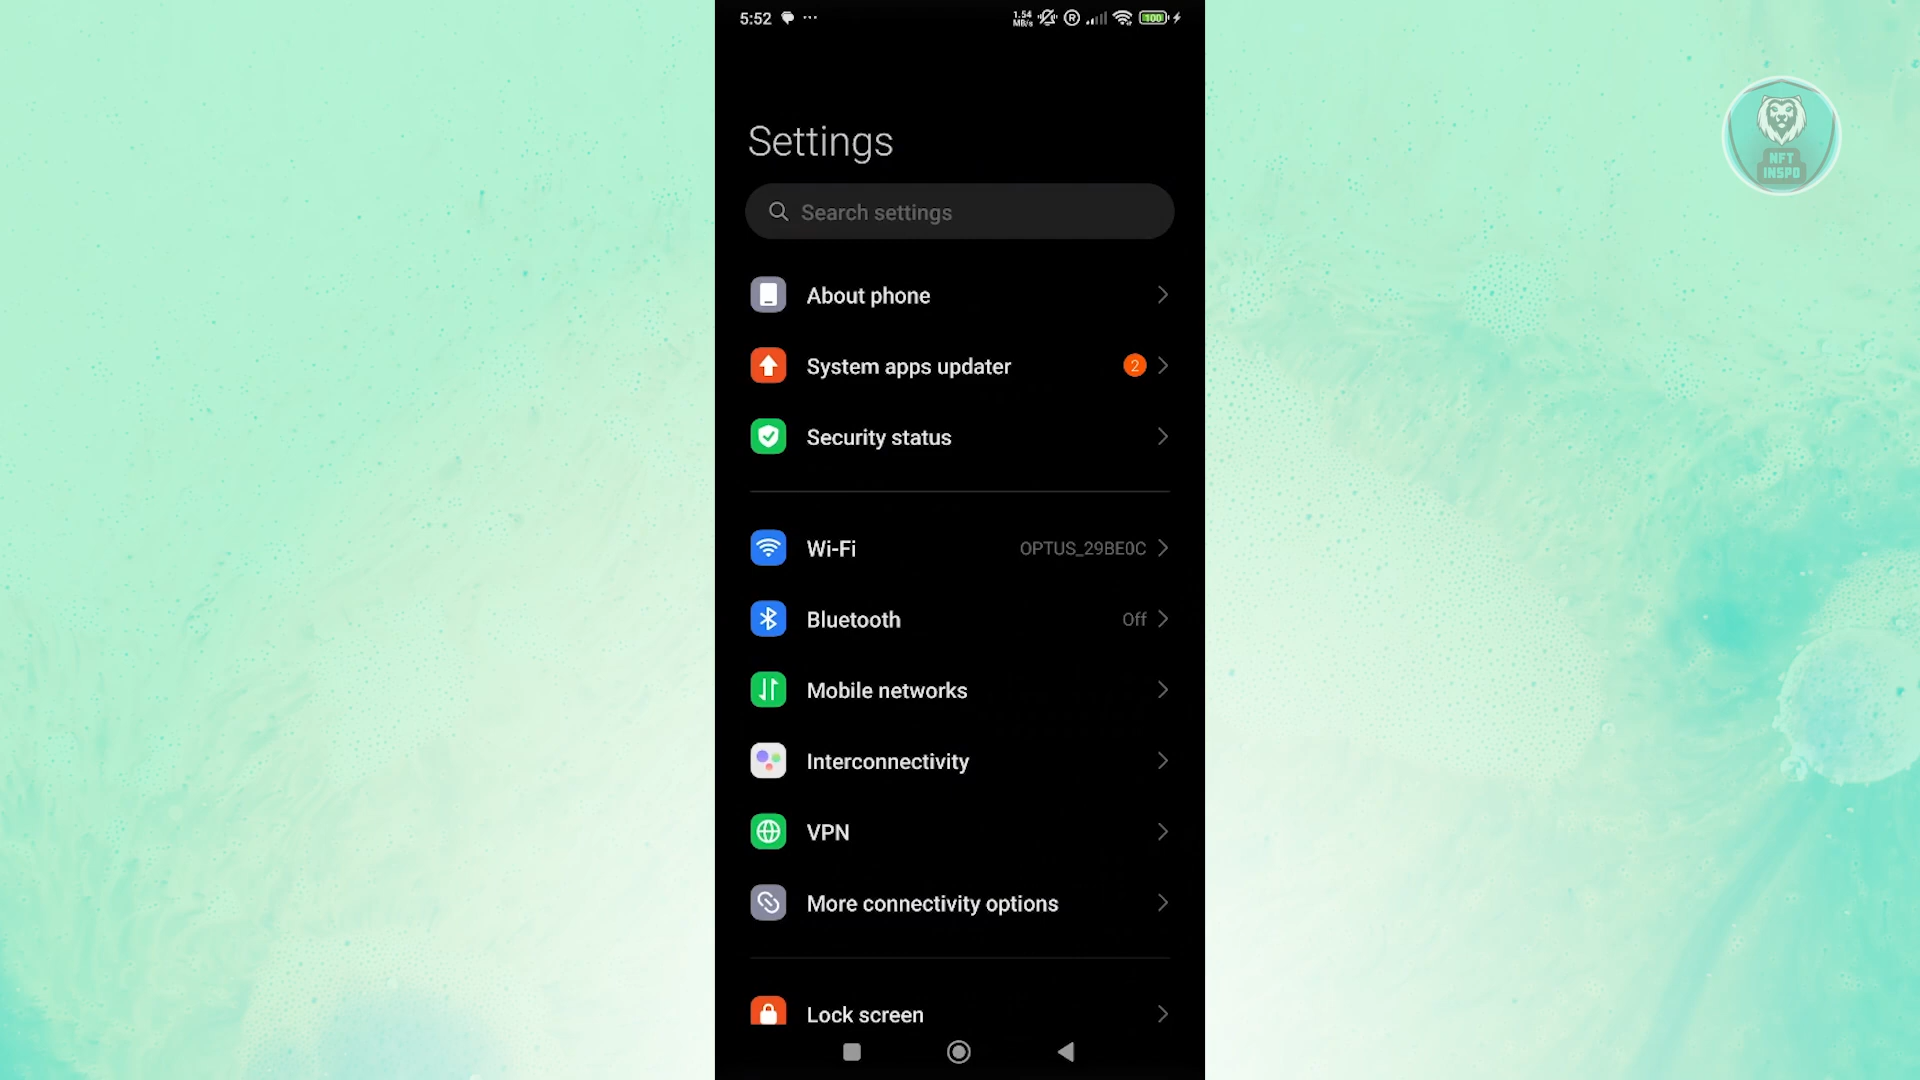 5:52
1.54
MB/s
R
100
NFT
INSPO
Settings
Search settings
About phone
System apps updater 2
Security status
Wi-Fi OPTUS_29BE0C
Bluetooth Off
Mobile networks
Interconnectivity
VPN
More connectivity options
Lock screen